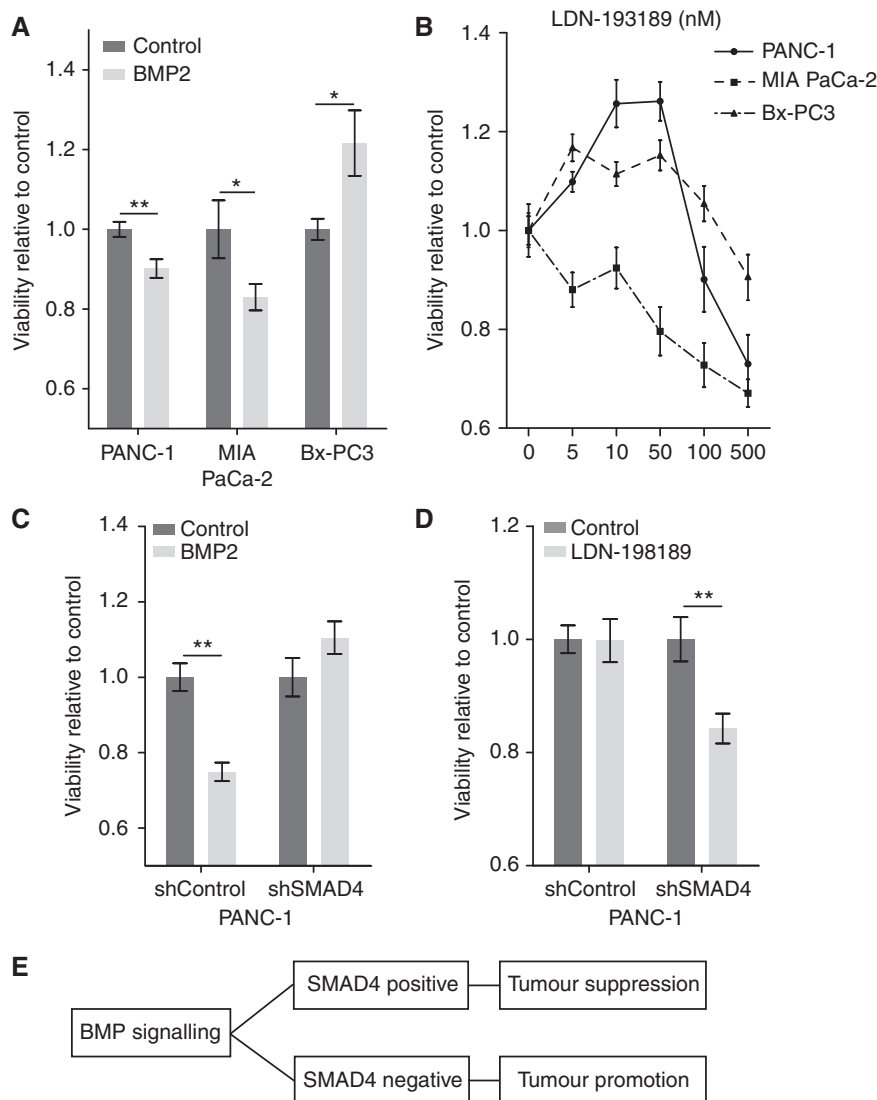 A
Control
BMP2
Viability relative to control
1.4
1.2
1.0
0.8
0.6
**
*
*
PANC-1
MIA
PaCa-2
Bx-PC3
B
LDN-193189 (nM)
PANC-1
MIA PaCa-2
Bx-PC3
Viability relative to control
1.4
1.2
1.0
0.8
0.6
0 5 10 50 100 500
C
Control
BMP2
Viability relative to control
1.4
1.2
1.0
0.8
0.6
**
shControl shSMAD4
PANC-1
D
Control
LDN-198189
Viability relative to control
1.2
1.0
0.8
0.6
**
shControl shSMAD4
PANC-1
E
BMP signalling
SMAD4 positive
Tumour suppression
SMAD4 negative
Tumour promotion